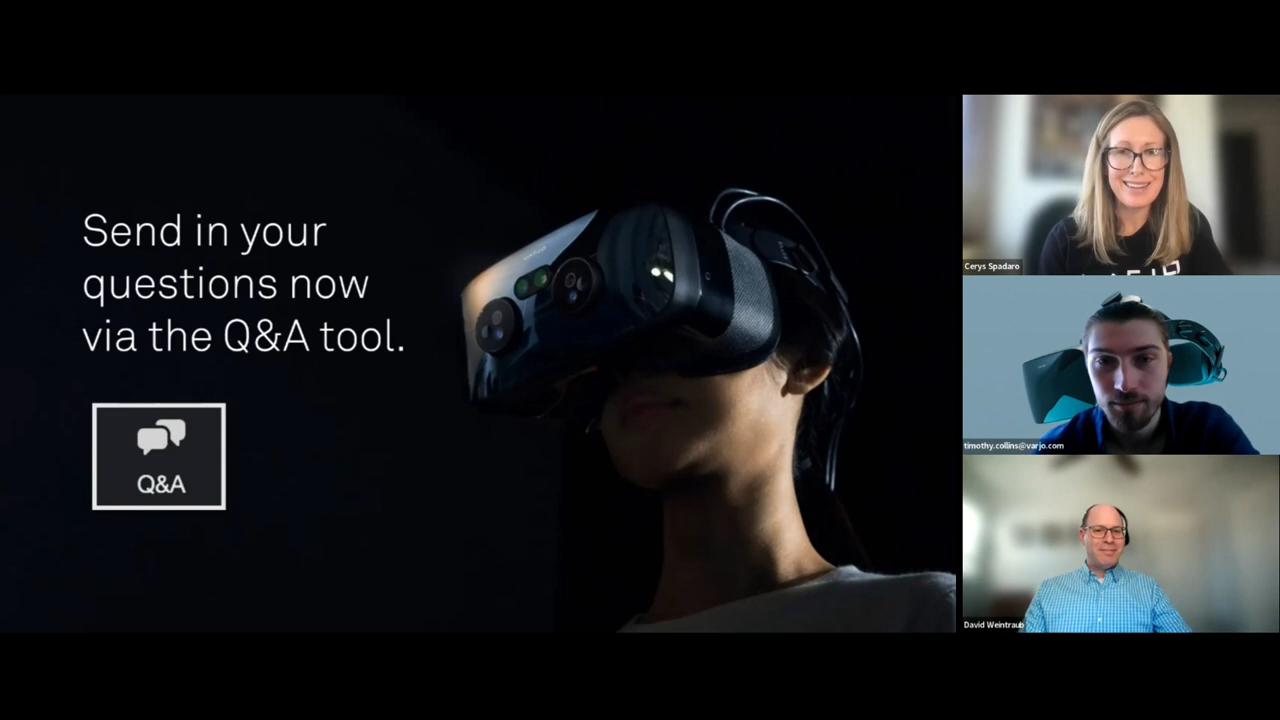 Send in your
questions now
via the Q&A tool.
Q&A
Cerys Spadaro
timothy.collins@varjo.com
David Weintraub